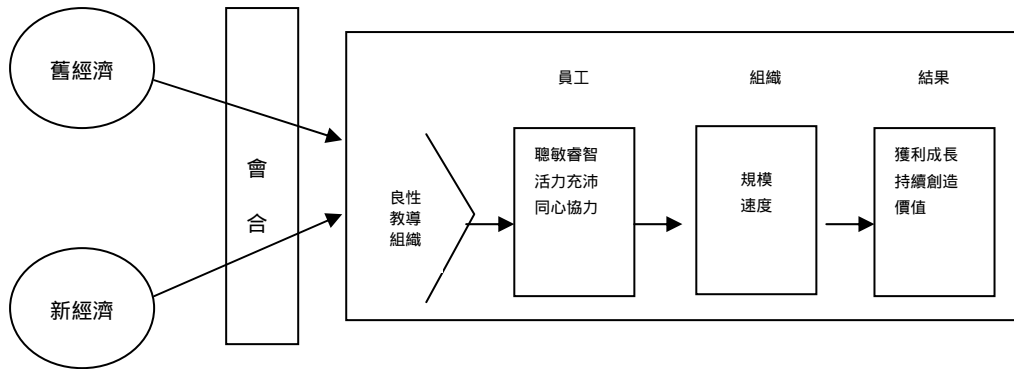 舊經濟
新經濟
會
合
良性
教導
組織
員工
聰敏睿智
活力充沛
同心協力
組織
規模
速度
結果
獲利成長
持續創造
價值